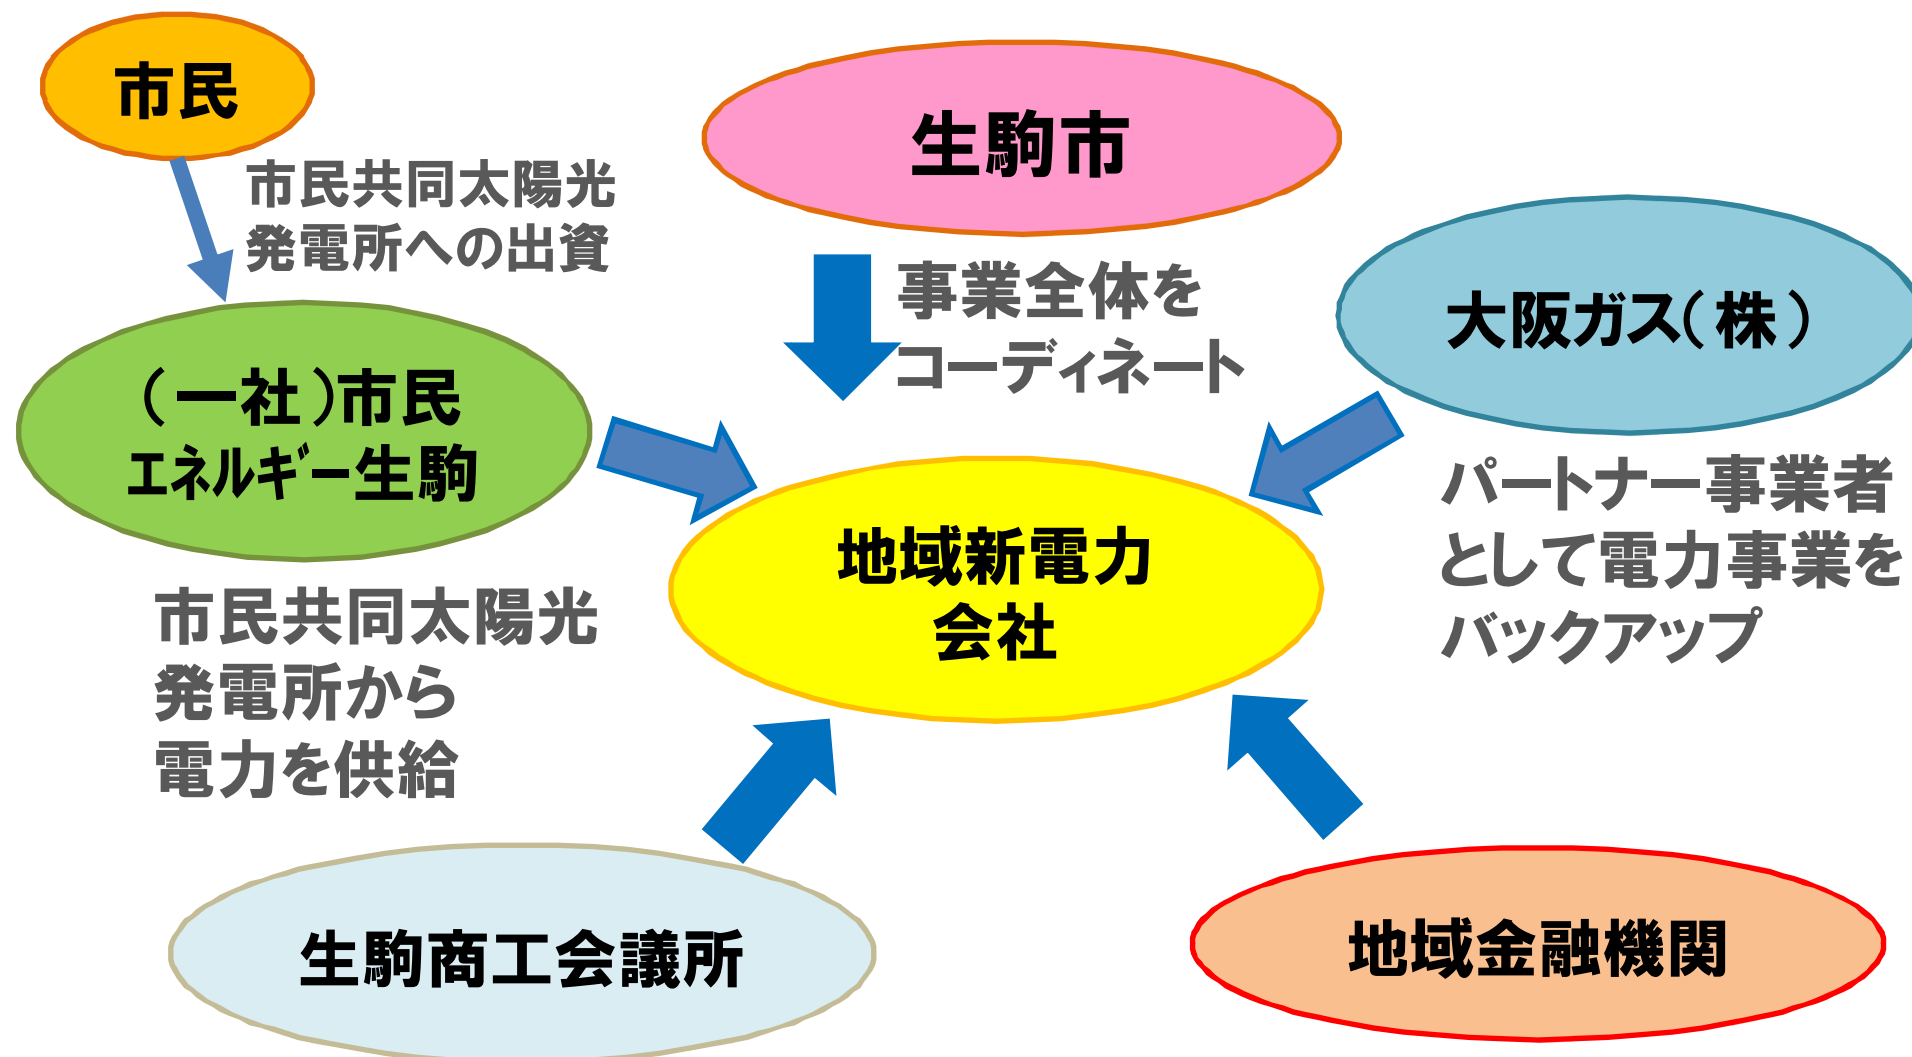 市民
市民共同太陽光
発電所への出資
生駒市
事業全体を
コーディネート
大阪ガス(株)
(一社)市民
エネルギー生駒
パートナー事業者
として電力事業を
バックアップ
地域新電力
会社
市民共同太陽光
発電所から
電力を供給
生駒商工会議所
地域金融機関